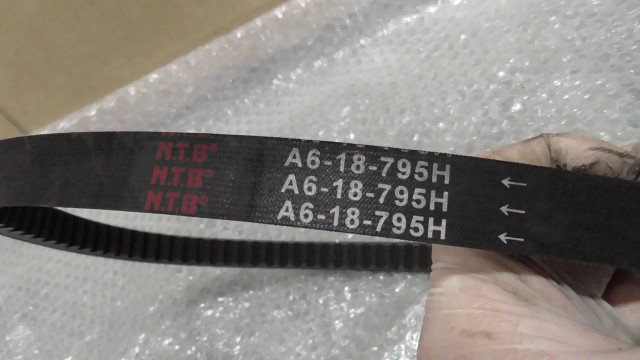 N.T.B®
A6-18-795H
N.T.B® A6-18-795H ←
N.T.B® A6-18-795H ←
←